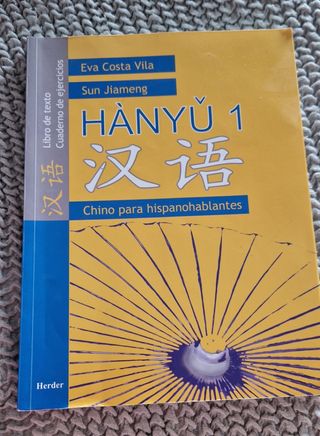 Eva Costa Vila
Sun Jiameng
HÀNYǓ 1
汉语
Chino para hispanohablantes
汉语
Libro de texto
Cuaderno de ejercicios
Herder